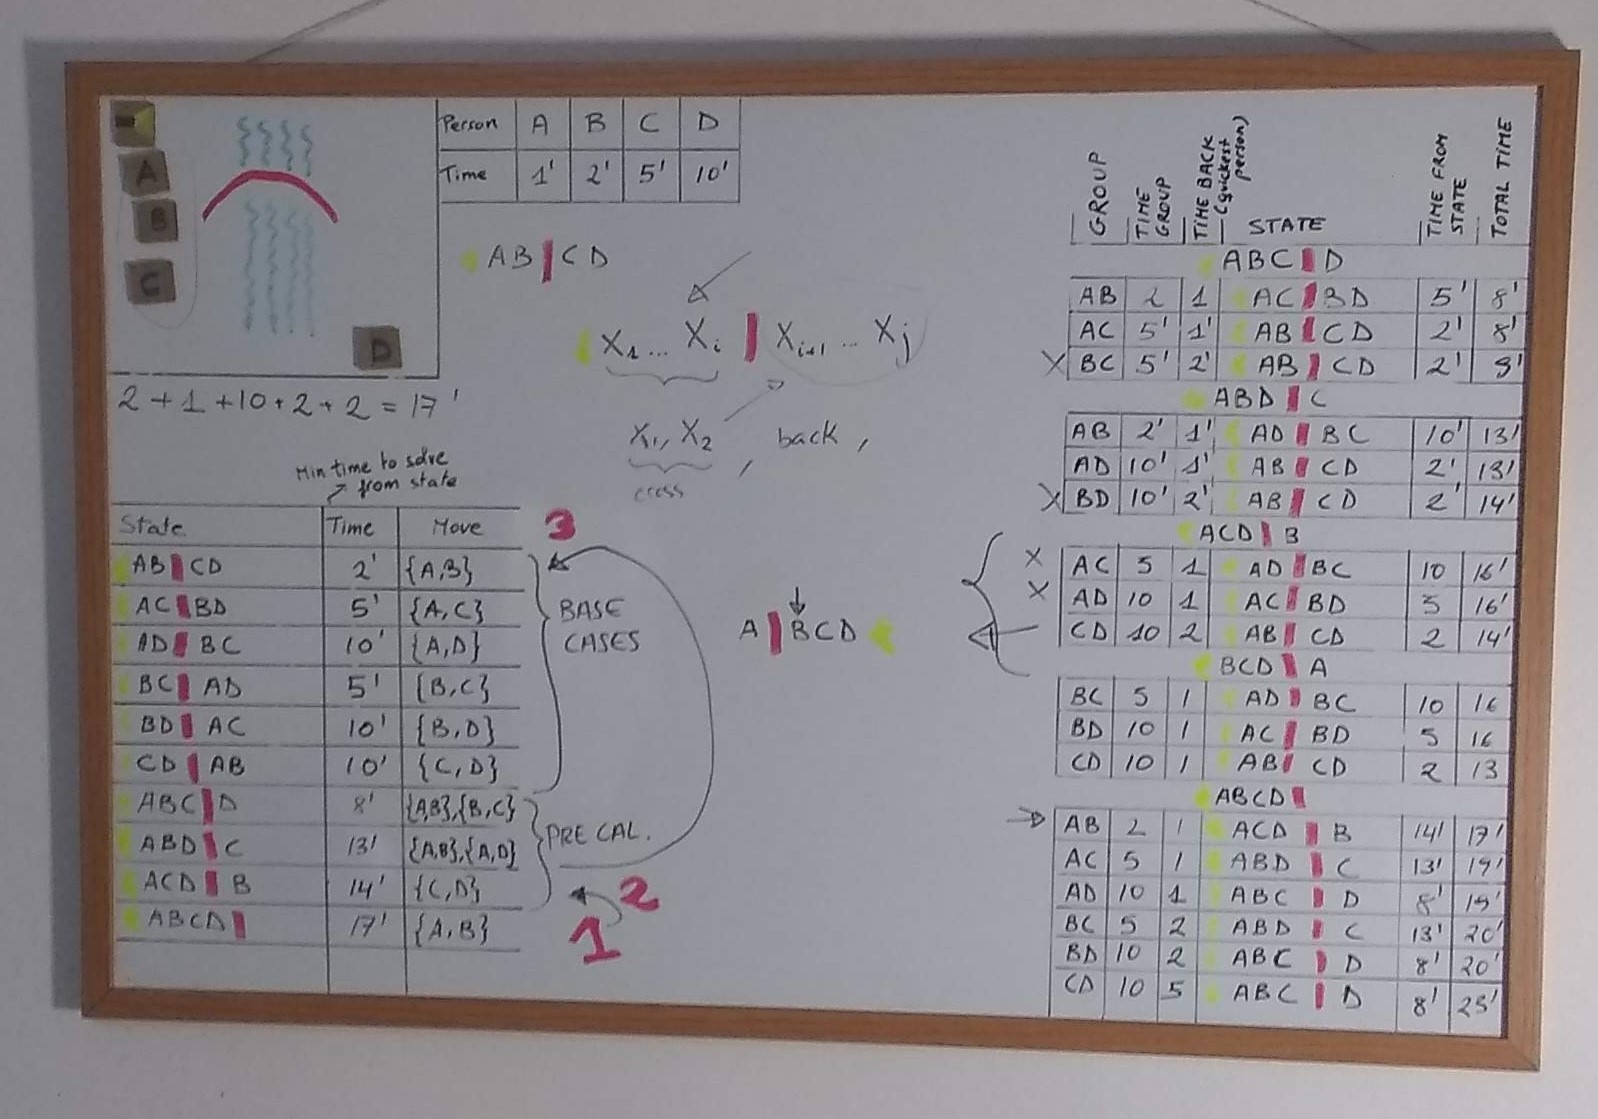 A
B
C
D
Person A B C D
Time 1' 2' 5' 10'
AB|CD
X1... Xi | Xi+1 ... Xj
X1, X2 , back ,
cross
2+1+10+2+2=17'
Min time to solve
from state
State Time Move
AB|CD 2' {A,B}
AC|BD 5' {A,C}
AD|BC 10' {A,D}
BC|AD 5' {B,C}
BD|AC 10' {B,D}
CD|AB 10' {C,D}
ABC|D 8' {A,B},{B,C}
ABD|C 13' {A,B},{A,D}
ACD|B 14' {C,D}
ABCD| 17' {A,B}
3
BASE
CASES
PRE CAL.
2
1
A|BCD
GROUP
TIME
GROUP
TIME BACK
(quickest
person)
STATE
TIME FROM
STATE
TOTAL TIME
ABC|D
AB 2 1 AC|BD 5' 8'
AC 5' 1' AB|CD 2' 8'
X BC 5' 2' AB|CD 2' 9'
ABD|C
AB 2' 1' AD|BC 10' 13'
AD 10' 1' AB|CD 2' 13'
X BD 10' 2' AB|CD 2' 14'
ACD|B
X AC 5 1 AD|BC 10 16'
X AD 10 1 AC|BD 5 16'
CD 10 2 AB|CD 2 14'
BCD|A
BC 5 1 AD|BC 10 16
BD 10 1 AC|BD 5 16
CD 10 1 AB|CD 2 13
ABCD|
AB 2 1 ACD|B 14' 17'
AC 5 1 ABD|C 13' 19'
AD 10 1 ABC|D 8' 19'
BC 5 2 ABD|C 13' 20'
BD 10 2 ABC|D 8' 20'
CD 10 5 ABC|D 8' 23'